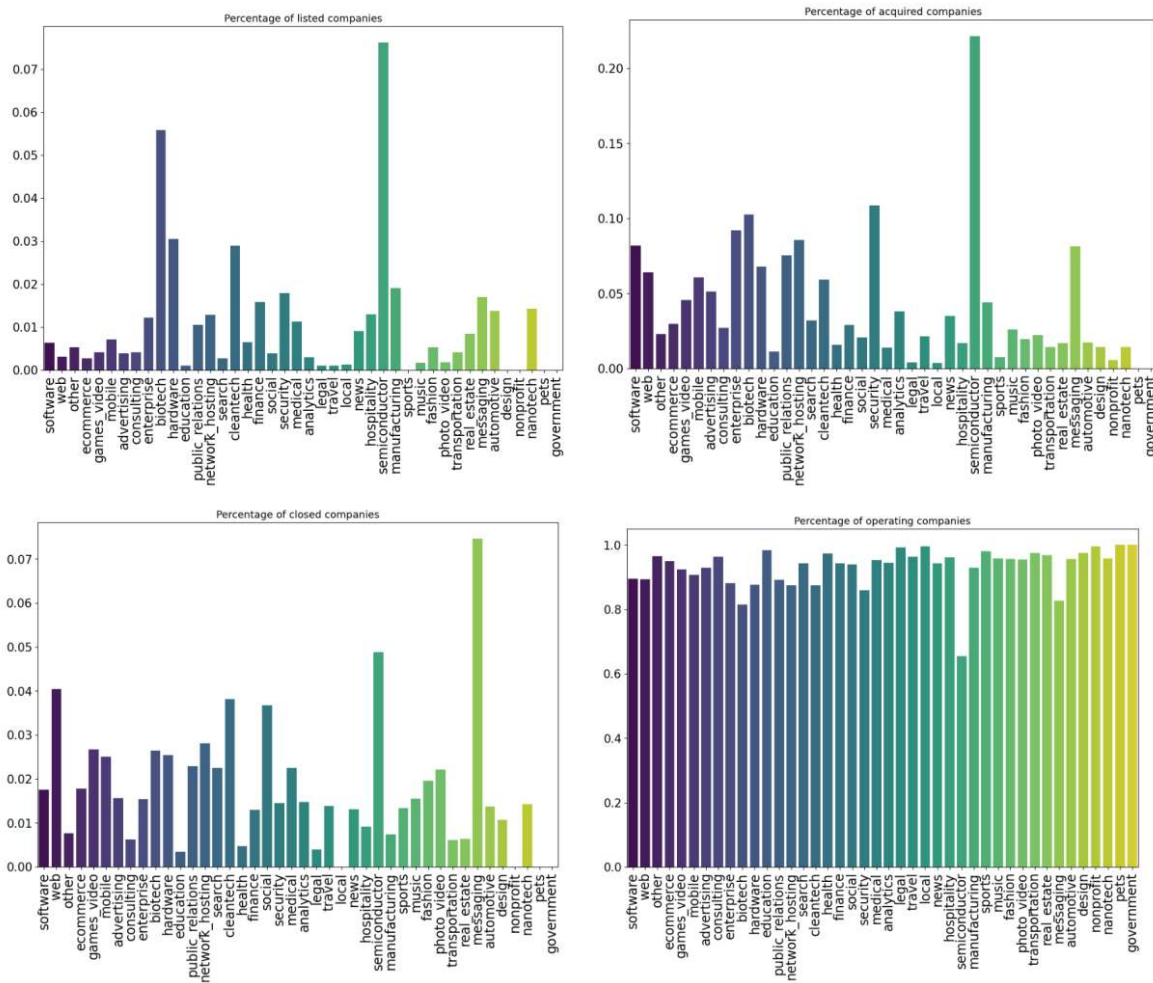 Percentage of listed companies
0.07
0.06
0.05
0.04
0.03
0.02
0.01
0.00
software
web
other
ecommerce
games_video
mobile
advertising
consulting
enterprise
biotech
hardware
education
public_relations
network_hosting
search
cleantech
health
finance
social
security
medical
analytics
legal
travel
local
news
hospitality
semiconductor
manufacturing
sports
music
fashion
photo_video
transportation
real_estate
messaging
automotive
design
nonprofit
nanotech
pets
government
Percentage of acquired companies
0.20
0.15
0.10
0.05
0.00
software
web
other
ecommerce
games_video
mobile
advertising
consulting
enterprise
biotech
hardware
education
public_relations
network_hosting
search
cleantech
health
finance
social
security
medical
analytics
legal
travel
local
news
hospitality
semiconductor
manufacturing
sports
music
fashion
photo_video
transportation
real_estate
messaging
automotive
design
nonprofit
nanotech
pets
government
Percentage of closed companies
0.07
0.06
0.05
0.04
0.03
0.02
0.01
0.00
software
web
other
ecommerce
games_video
mobile
advertising
consulting
enterprise
biotech
hardware
education
public_relations
network_hosting
search
cleantech
health
finance
social
security
medical
analytics
legal
travel
local
news
hospitality
semiconductor
manufacturing
sports
music
fashion
photo_video
transportation
real_estate
messaging
automotive
design
nonprofit
nanotech
pets
government
Percentage of operating companies
1.0
0.8
0.6
0.4
0.2
0.0
software
web
other
ecommerce
games_video
mobile
advertising
consulting
enterprise
biotech
hardware
education
public_relations
network_hosting
search
cleantech
health
finance
social
security
medical
analytics
legal
travel
local
news
hospitality
semiconductor
manufacturing
sports
music
fashion
photo_video
transportation
real_estate
messaging
automotive
design
nonprofit
nanotech
pets
government